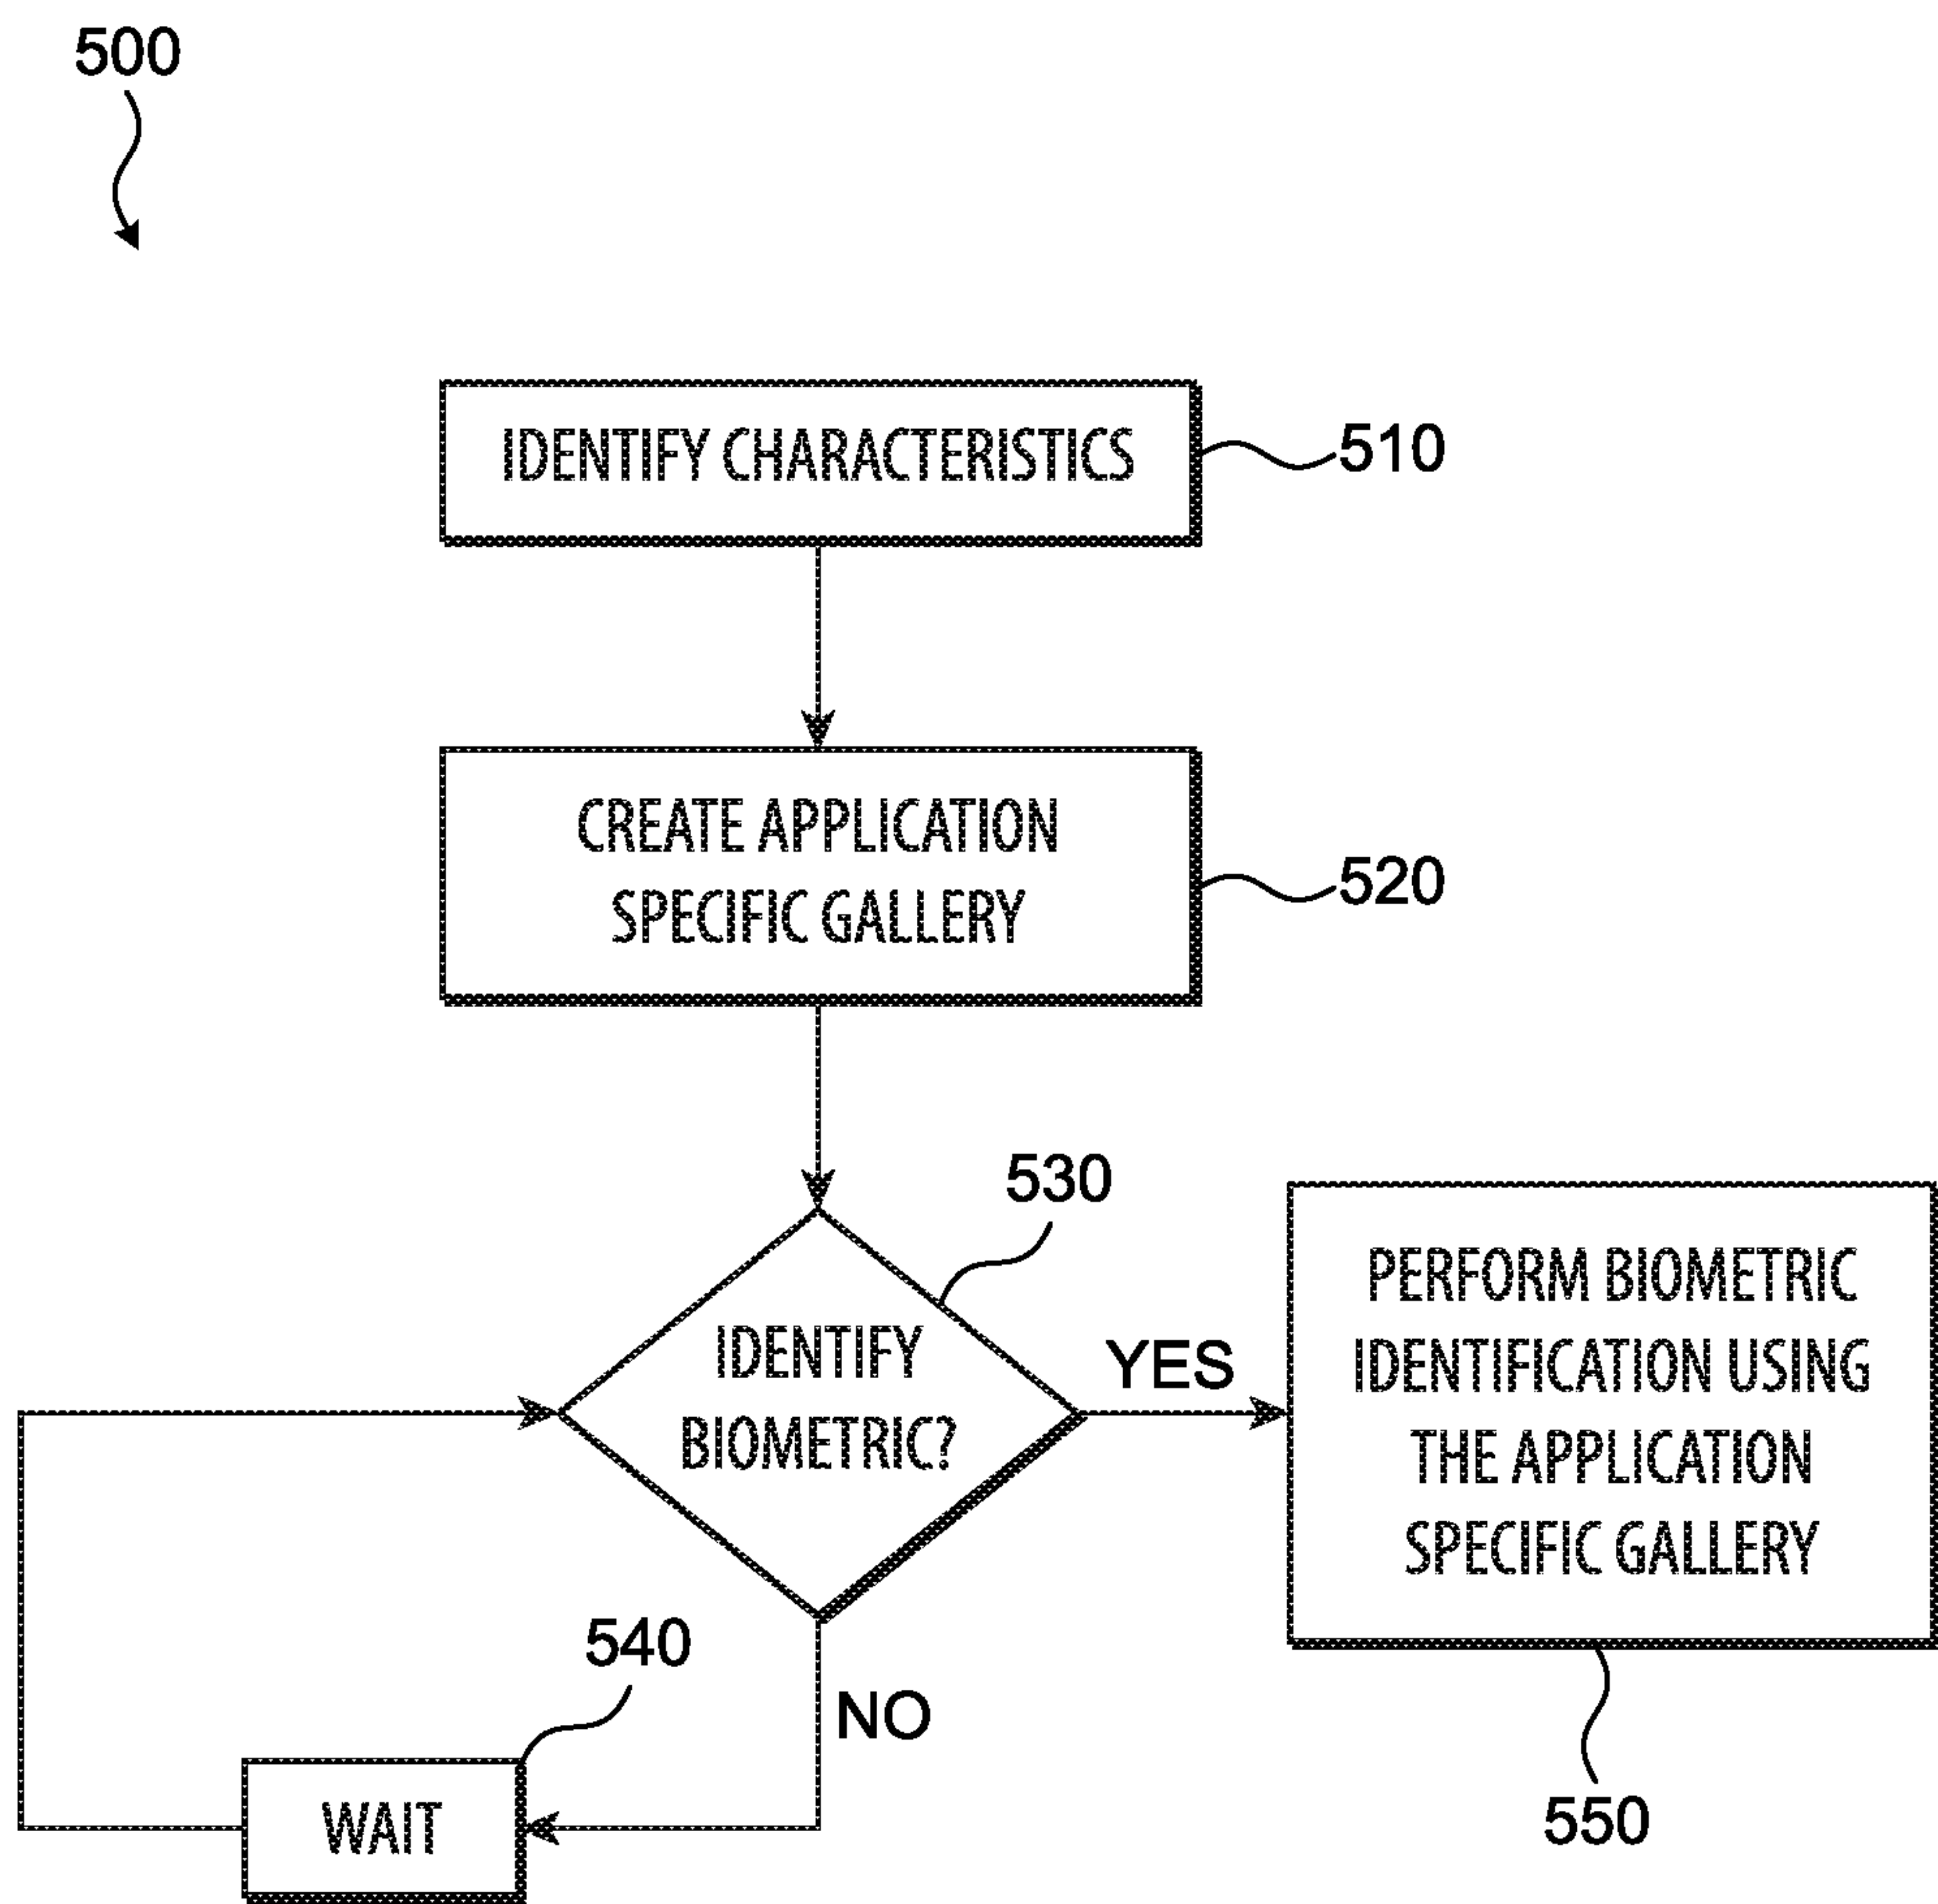 500
IDENTIFY CHARACTERISTICS
510
CREATE APPLICATION
SPECIFIC GALLERY
520
530
IDENTIFY
BIOMETRIC?
YES
PERFORM BIOMETRIC
IDENTIFICATION USING
THE APPLICATION
SPECIFIC GALLERY
540
NO
WAIT
550